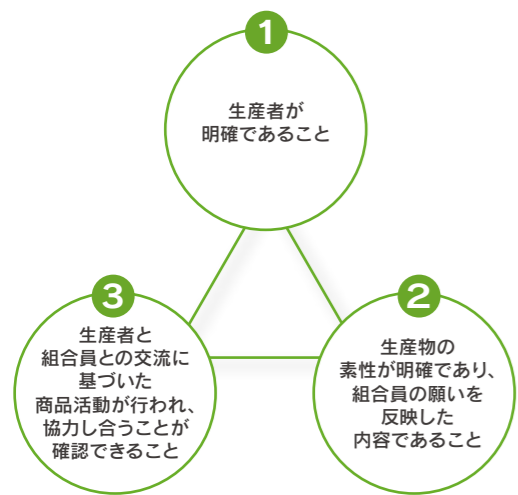 1
生産者が
明確であること
2
生産物の
素性が明確であり、
組合員の願いを
反映した
内容であること
3
生産者と
組合員との交流に
基づいた
商品活動が行われ、
協力し合うことが
確認できること